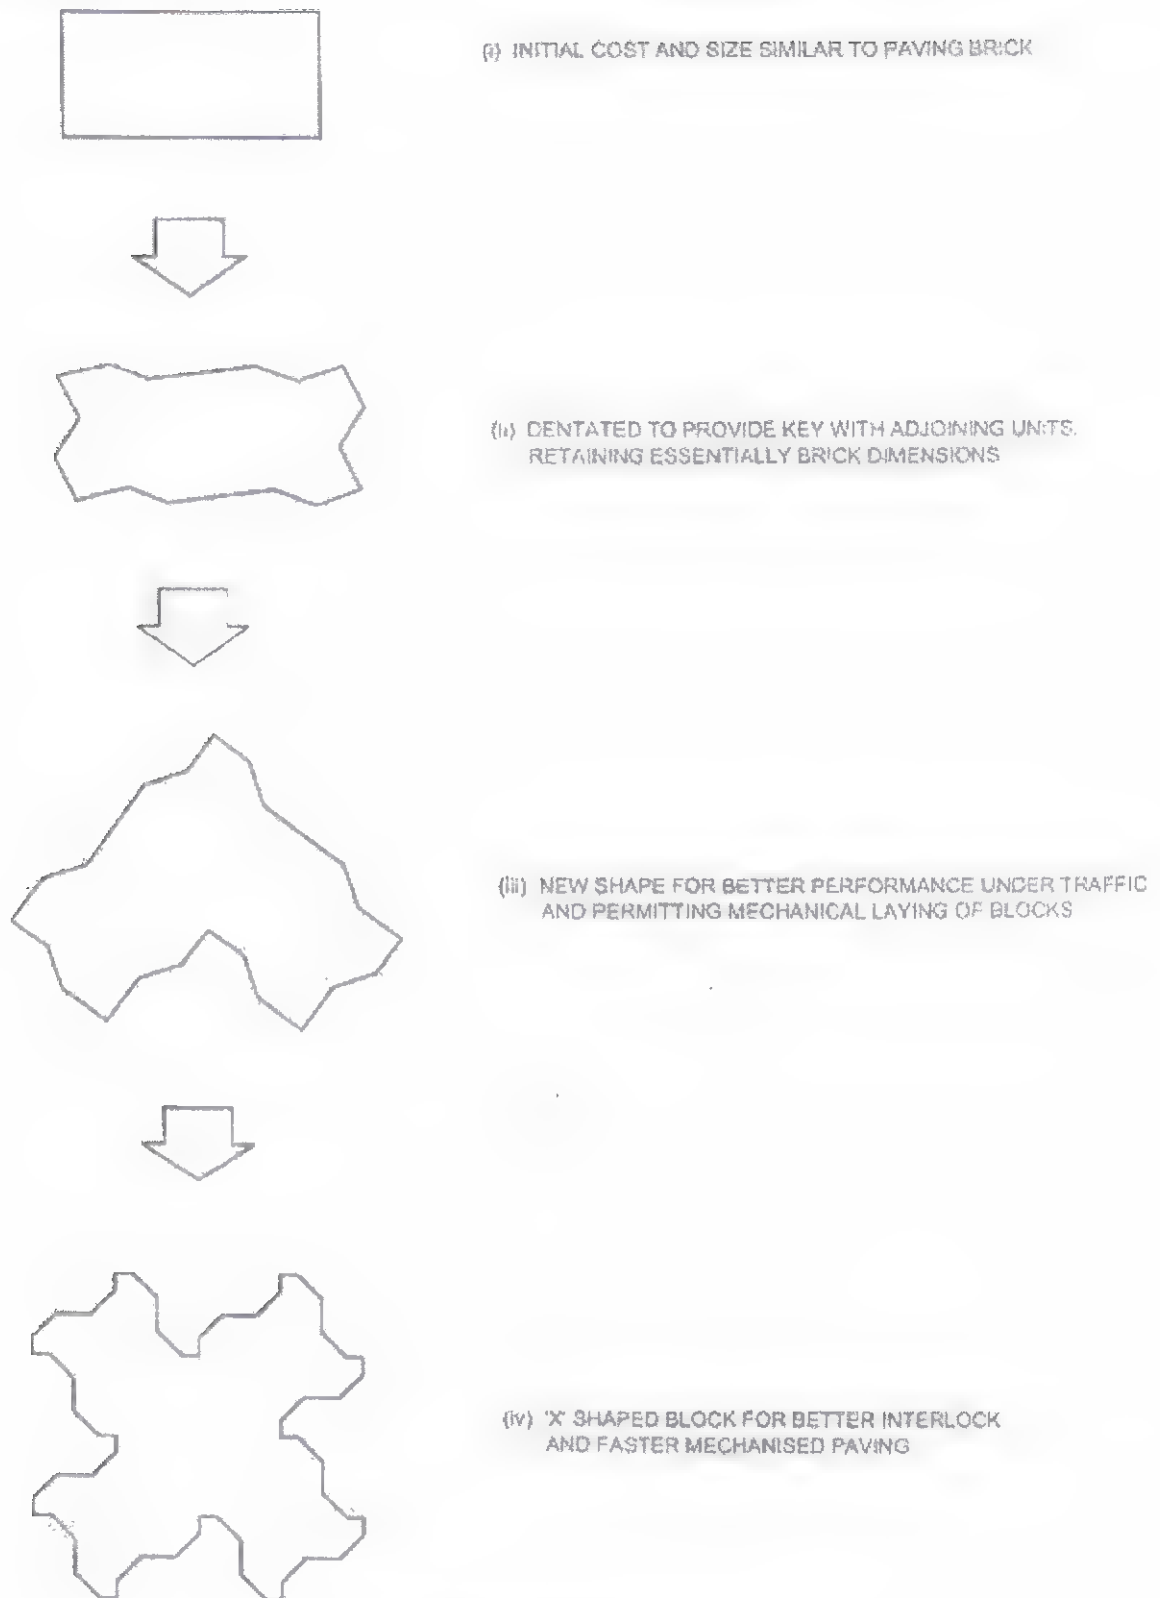 (i) INITIAL COST AND SIZE SIMILAR TO PAVING BRICK
(ii) DENTATED TO PROVIDE KEY WITH ADJOINING UNITS.
RETAINING ESSENTIALLY BRICK DIMENSIONS
(iii) NEW SHAPE FOR BETTER PERFORMANCE UNDER TRAFFIC
AND PERMITTING MECHANICAL LAYING OF BLOCKS
(iv) 'X' SHAPED BLOCK FOR BETTER INTERLOCK
AND FASTER MECHANISED PAVING